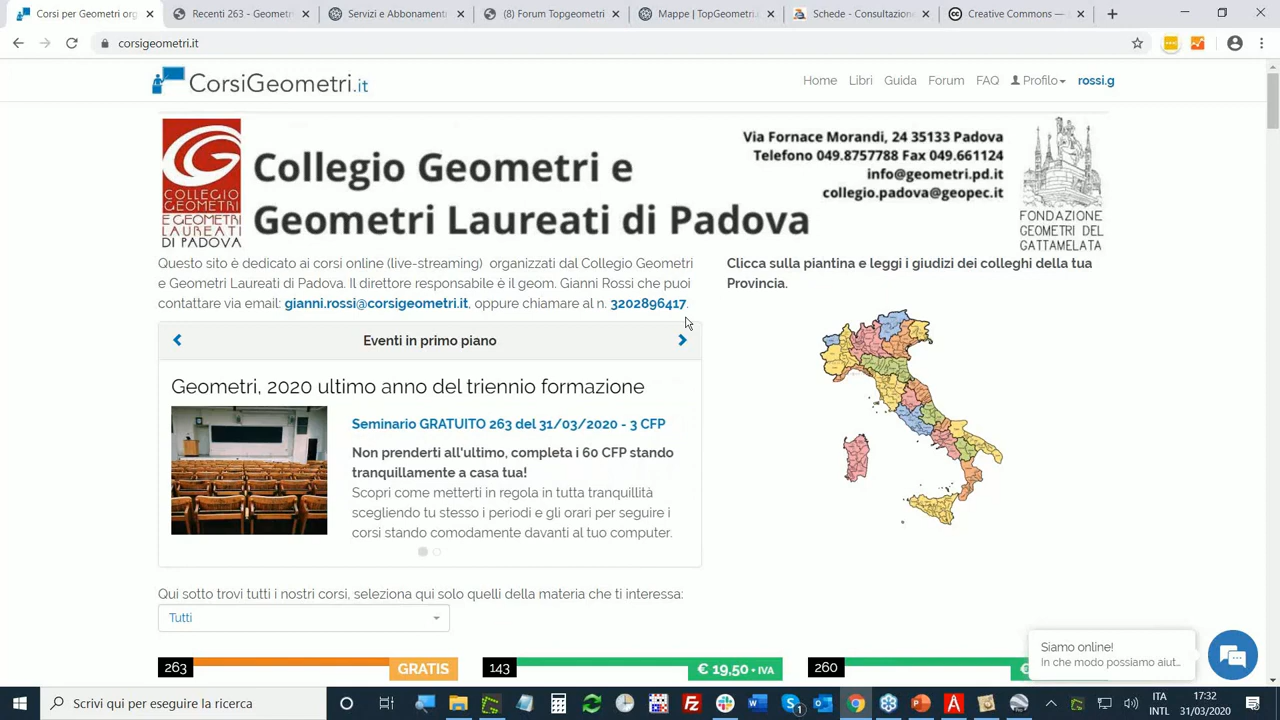 Corsi per Geometri organizzati
Recenti 263 - Geometri, 2020
Servizi e Abbonamenti
(8) Forum Topgeometri
Mappe | TopGeometri
Schede - Consultazione
Creative Commons —
corsigeometri.it
CorsiGeometri.it
Home Libri Guida Forum FAQ Profilo rossi.g
COLLEGIO
GEOMETRI
E GEOMETRI
LAUREATI
DI PADOVA
Collegio Geometri e
Geometri Laureati di Padova
Via Fornace Morandi, 24 35133 Padova
Telefono 049.8757788 Fax 049.661124
info@geometri.pd.it
collegio.padova@geopec.it
FONDAZIONE
GEOMETRI DEL
GATTAMELATA
Questo sito è dedicato ai corsi online (live-streaming) organizzati dal Collegio Geometri
e Geometri Laureati di Padova. Il direttore responsabile è il geom. Gianni Rossi che puoi
contattare via email: gianni.rossi@corsigeometri.it, oppure chiamare al n. 3202896417.
Clicca sulla piantina e leggi i giudizi dei colleghi della tua
Provincia.
Eventi in primo piano
Geometri, 2020 ultimo anno del triennio formazione
Seminario GRATUITO 263 del 31/03/2020 - 3 CFP
Non prenderti all'ultimo, completa i 60 CFP stando
tranquillamente a casa tua!
Scopri come metterti in regola in tutta tranquillità
scegliendo tu stesso i periodi e gli orari per seguire i
corsi stando comodamente davanti al tuo computer.
Qui sotto trovi tutti i nostri corsi, seleziona qui solo quelli della materia che ti interessa:
Tutti
263 GRATIS
143 € 19,50 + IVA
260 €
Siamo online!
In che modo possiamo aiut...
Scrivi qui per eseguire la ricerca
ITA
INTL
17:32
31/03/2020